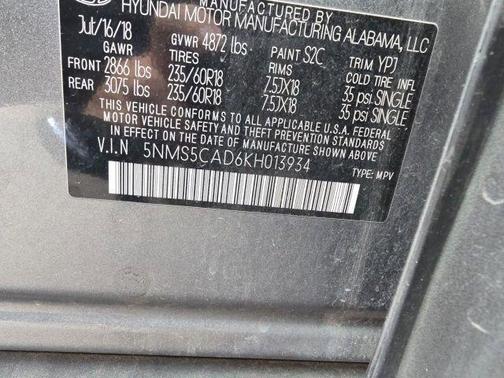 MANUFACTURED BY
HYUNDAI MOTOR MANUFACTURING ALABAMA, LLC
Jul/16/18 GVWR 4872 lbs PAINT S2C TRIM YPJ
GAWR TIRES RIMS COLD TIRE INFL
FRONT 2866 lbs 235/60R18 7.5JX18 35 psi SINGLE
REAR 3075 lbs 235/60R18 7.5JX18 35 psi SINGLE
THIS VEHICLE CONFORMS TO ALL APPLICABLE U.S.A. FEDERAL
MOTOR VEHICLE SAFETY AND THEFT PREVENTION STANDARDS
IN EFFECT ON THE DATE OF MANUFACTURE SHOWN ABOVE.
V.I.N 5NMS5CAD6KH013934
TYPE: MPV